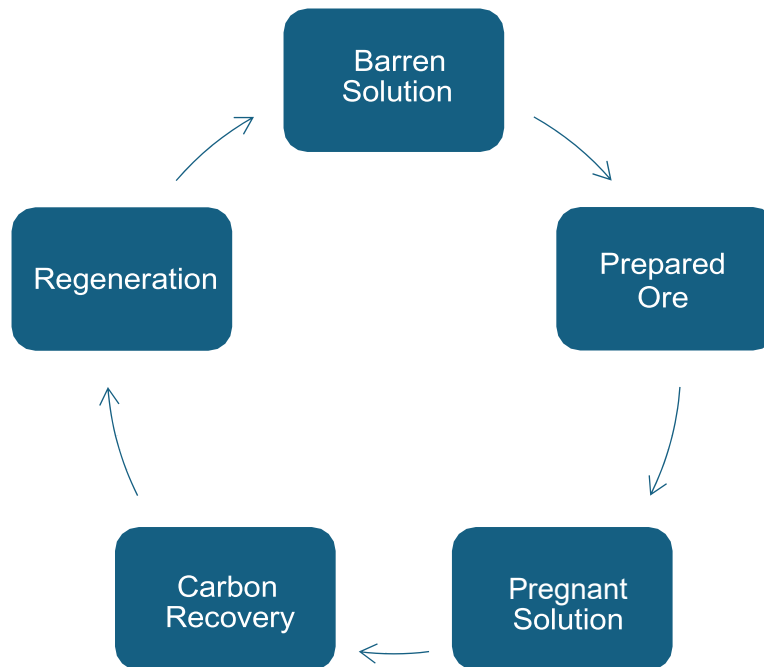 Barren
Solution
Prepared
Ore
Pregnant
Solution
Carbon
Recovery
Regeneration